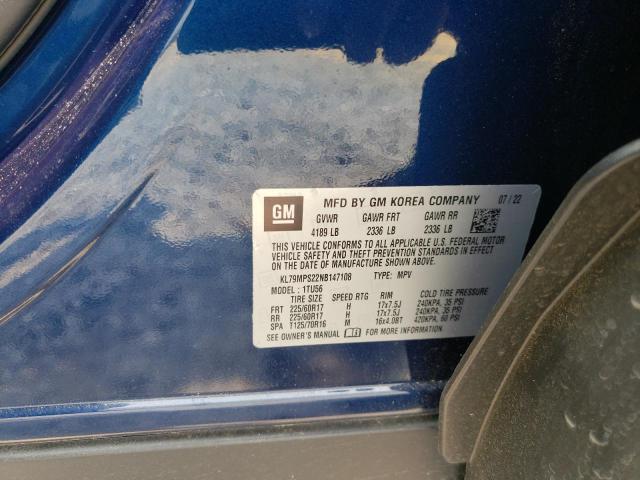 GM
MFD BY GM KOREA COMPANY 07 / 22
GVWR GAWR FRT GAWR RR
4189 LB 2336 LB 2336 LB
THIS VEHICLE CONFORMS TO ALL APPLICABLE U.S. FEDERAL MOTOR
VEHICLE SAFETY AND THEFT PREVENTION STANDARDS IN EFFECT
ON THE DATE OF MANUFACTURE SHOWN ABOVE.
KL79MPS22NB147108 TYPE: MPV
MODEL: 1TU56
TIRE SIZE SPEED RTG RIM COLD TIRE PRESSURE
FRT 225/60R17 H 17x7.5J 240KPA, 35 PSI
RR 225/60R17 H 17x7.5J 240KPA, 35 PSI
SPA T125/70R16 M 16x4.0BT 420KPA, 60 PSI
SEE OWNER'S MANUAL FOR MORE INFORMATION.